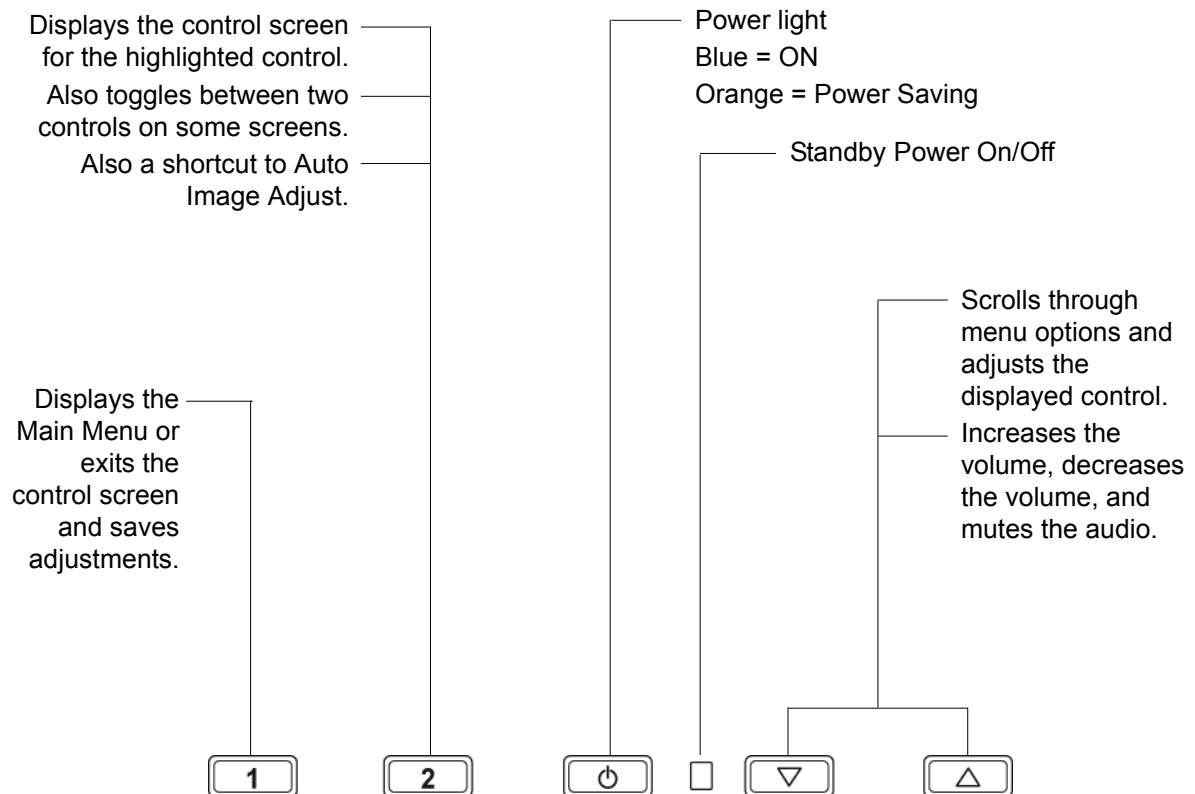 Displays the control screen
for the highlighted control.
Also toggles between two
controls on some screens.
Also a shortcut to Auto
Image Adjust.
Power light
Blue = ON
Orange = Power Saving
Standby Power On/Off
Scrolls through
menu options and
adjusts the
displayed control.
Increases the
volume, decreases
the volume, and
mutes the audio.
Displays the
Main Menu or
exits the
control screen
and saves
adjustments.
1
2